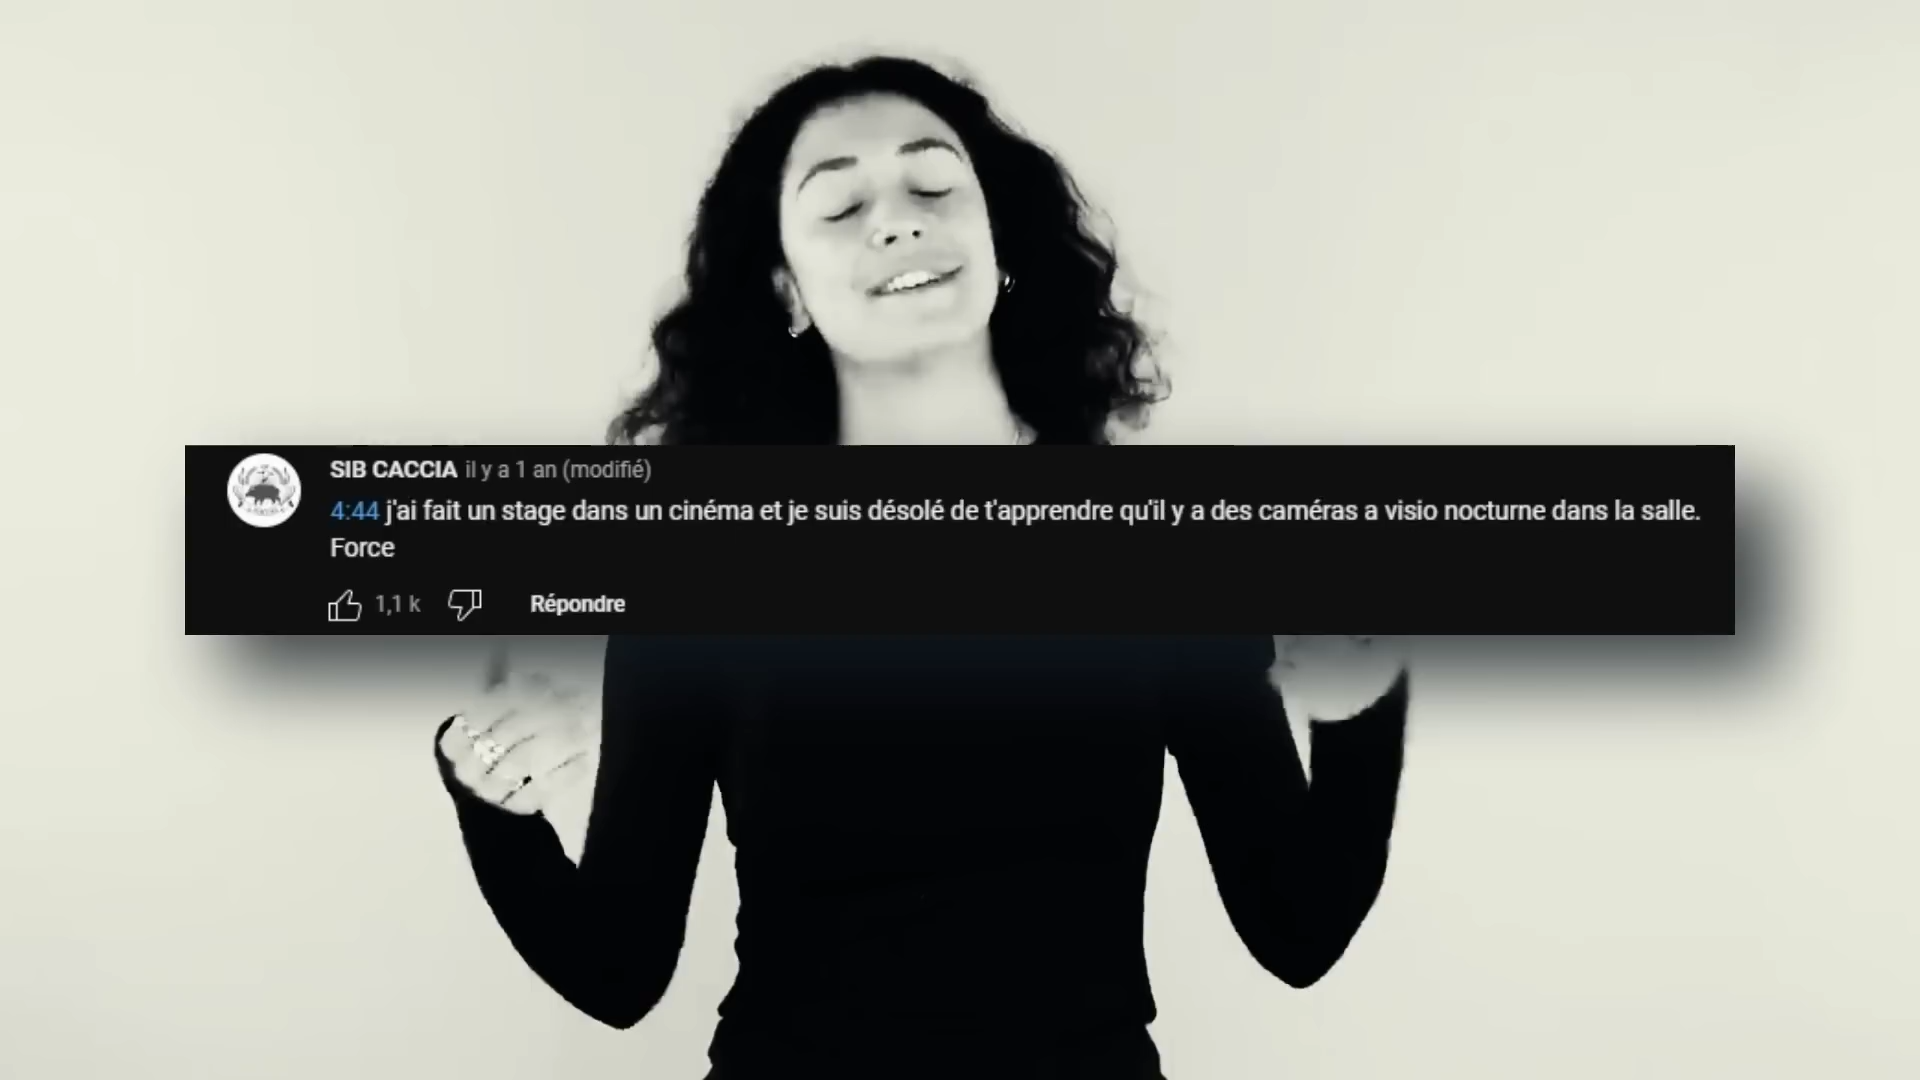 SIB CACCIA il y a 1 an (modifié)
4:44 j'ai fait un stage dans un cinéma et je suis désolé de t'apprendre qu'il y a des caméras a visio nocturne dans la salle.
Force
1,1 k Répondre